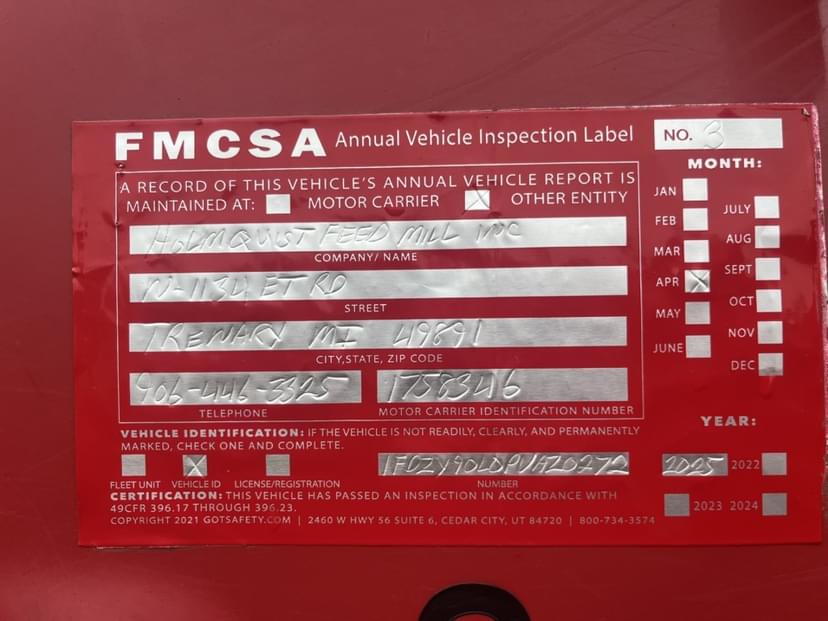 FMCSA Annual Vehicle Inspection Label
NO. 3
A RECORD OF THIS VEHICLE'S ANNUAL VEHICLE REPORT IS
MAINTAINED AT: MOTOR CARRIER X OTHER ENTITY
HOLMQUIST FEED MILL INC
COMPANY/ NAME
N-1134 ET RD
STREET
TRENARY MI 49891
CITY,STATE, ZIP CODE
906-446-3325
TELEPHONE
17583416
MOTOR CARRIER IDENTIFICATION NUMBER
MONTH:
JAN
FEB
MAR
APR X
MAY
JUNE
JULY
AUG
SEPT
OCT
NOV
DEC
VEHICLE IDENTIFICATION: IF THE VEHICLE IS NOT READILY, CLEARLY, AND PERMANENTLY
MARKED, CHECK ONE AND COMPLETE.
X
FLEET UNIT VEHICLE ID LICENSE/REGISTRATION
NUMBER
YEAR:
2025 2022
2023 2024
CERTIFICATION: THIS VEHICLE HAS PASSED AN INSPECTION IN ACCORDANCE WITH
49CFR 396.17 THROUGH 396.23.
COPYRIGHT 2021 GOTSAFETY.COM | 2460 W HWY 56 SUITE 6, CEDAR CITY, UT 84720 | 800-734-3574